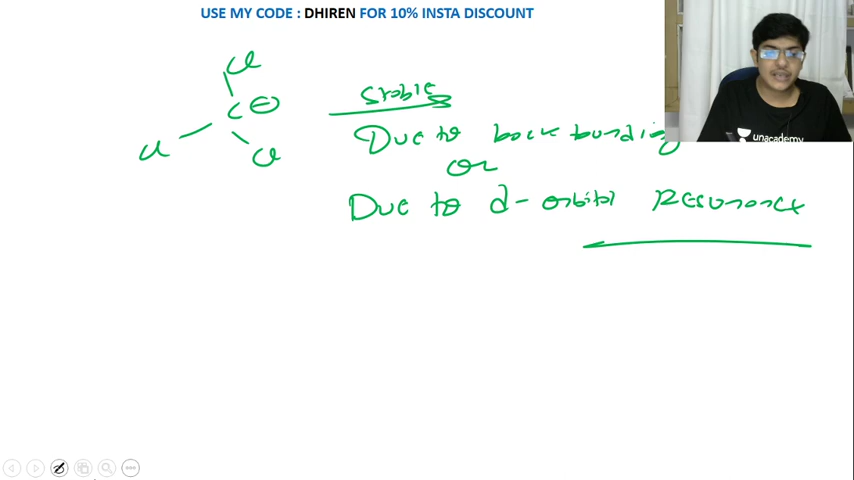 USE MY CODE : DHIREN FOR 10% INSTA DISCOUNT
Cl
C⊖
Cl
Cl
Stable
Due to back bonding
or
Due to d-orbital Resonance
unacademy